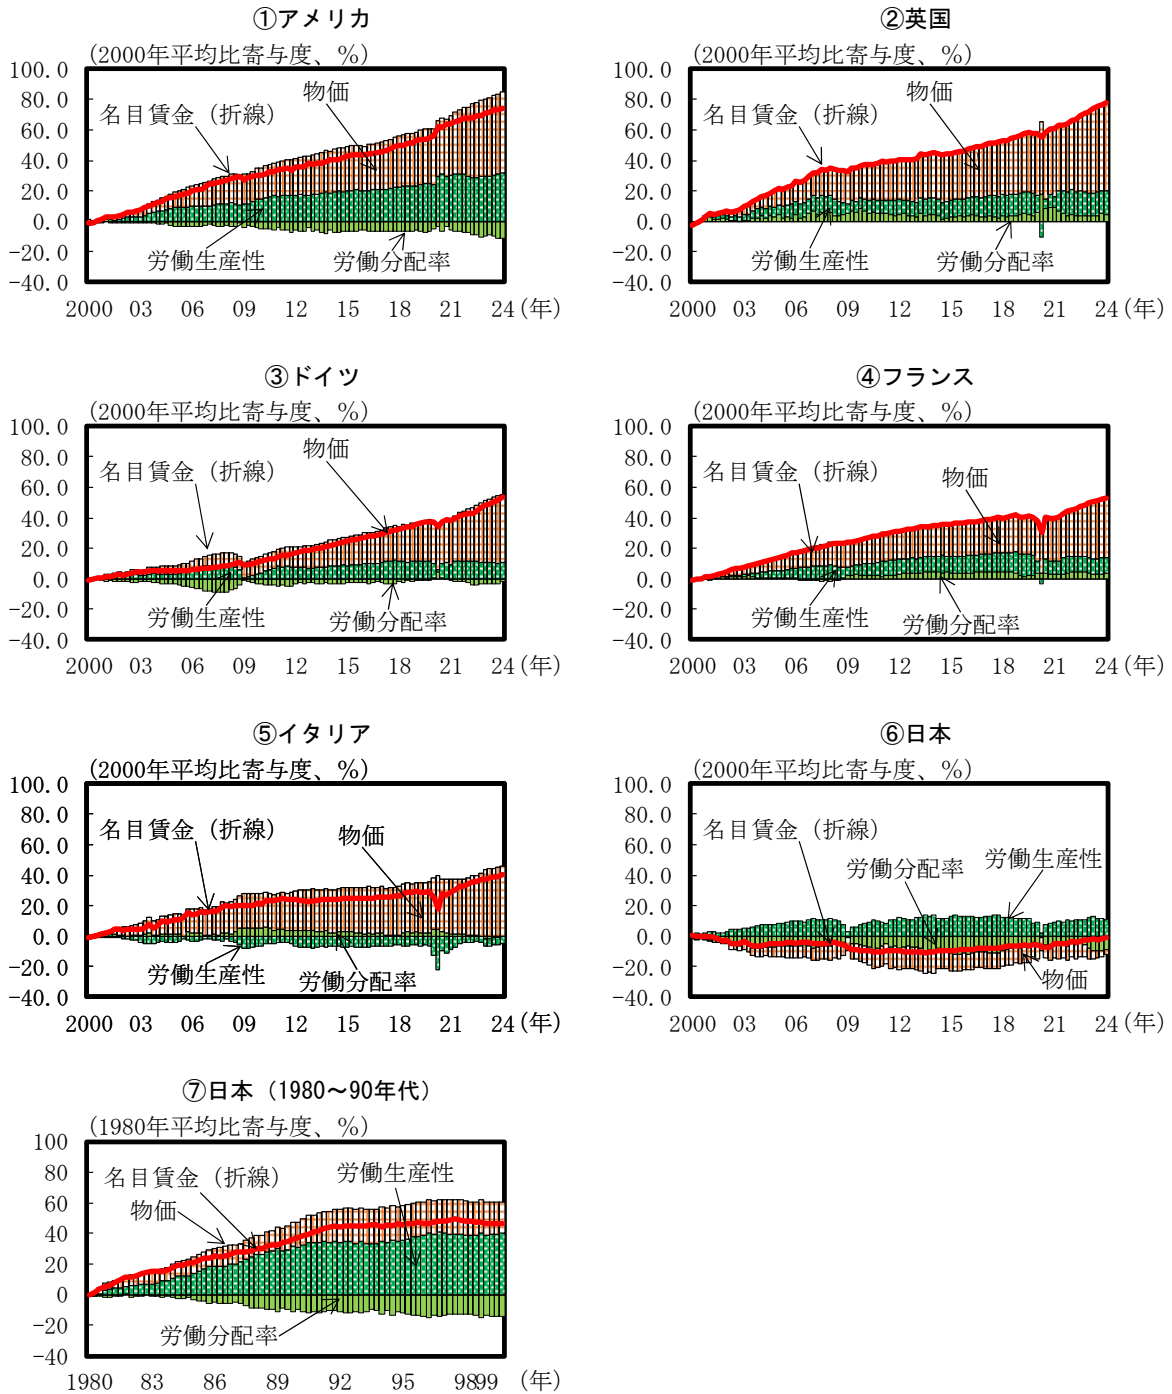 ①アメリカ
(2000年平均比寄与度、%)
100.0
80.0
60.0
40.0
20.0
0.0
-20.0
-40.0
名目賃金（折線）
物価
労働生産性
労働分配率
2000 03 06 09 12 15 18 21 24(年)
②英国
(2000年平均比寄与度、%)
100.0
80.0
60.0
40.0
20.0
0.0
-20.0
-40.0
名目賃金（折線）
物価
労働生産性
労働分配率
2000 03 06 09 12 15 18 21 24(年)
③ドイツ
(2000年平均比寄与度、%)
100.0
80.0
60.0
40.0
20.0
0.0
-20.0
-40.0
名目賃金（折線）
物価
労働生産性
労働分配率
2000 03 06 09 12 15 18 21 24(年)
④フランス
(2000年平均比寄与度、%)
100.0
80.0
60.0
40.0
20.0
0.0
-20.0
-40.0
名目賃金（折線）
物価
労働生産性
労働分配率
2000 03 06 09 12 15 18 21 24(年)
⑤イタリア
(2000年平均比寄与度、%)
100.0
80.0
60.0
40.0
20.0
0.0
-20.0
-40.0
名目賃金（折線）
物価
労働生産性
労働分配率
2000 03 06 09 12 15 18 21 24(年)
⑥日本
(2000年平均比寄与度、%)
100.0
80.0
60.0
40.0
20.0
0.0
-20.0
-40.0
名目賃金（折線）
労働分配率
労働生産性
物価
2000 03 06 09 12 15 18 21 24(年)
⑦日本（1980～90年代）
(1980年平均比寄与度、%)
100
80
60
40
20
0
-20
-40
名目賃金（折線）
物価
労働生産性
労働分配率
1980 83 86 89 92 95 98 99 (年)